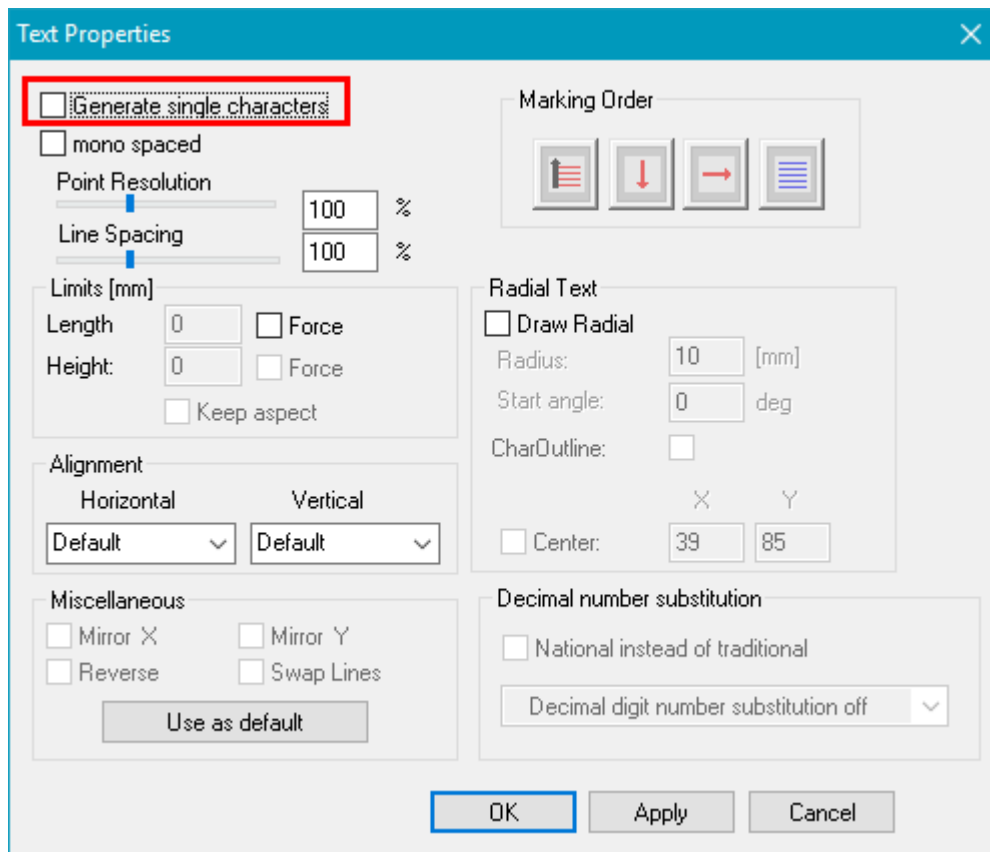 Text Properties
Generate single characters
mono spaced
Point Resolution
100 %
Line Spacing
100 %
Marking Order
Limits [mm]
Length 0 Force
Height: 0 Force
Keep aspect
Radial Text
Draw Radial
Radius: 10 [mm]
Start angle: 0 deg
CharOutline:
X Y
Center: 39 85
Alignment
Horizontal Vertical
Default Default
Miscellaneous
Mirror X Mirror Y
Reverse Swap Lines
Use as default
Decimal number substitution
National instead of traditional
Decimal digit number substitution off
OK Apply Cancel